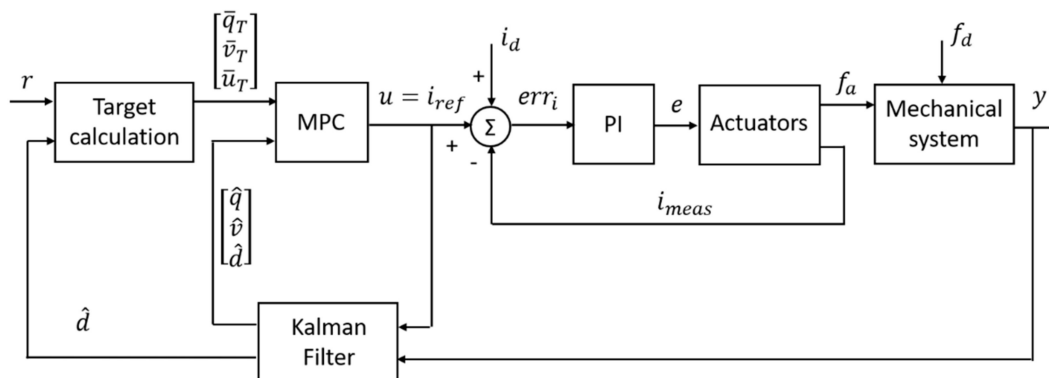 [q̄_T
v̄_T
ū_T]
i_d
f_d
r
Target
calculation
MPC
u = i_ref
+
Σ
+
-
err_i
PI
e
Actuators
f_a
Mechanical
system
y
i_meas
[q̂
v̂
d̂]
d̂
Kalman
Filter